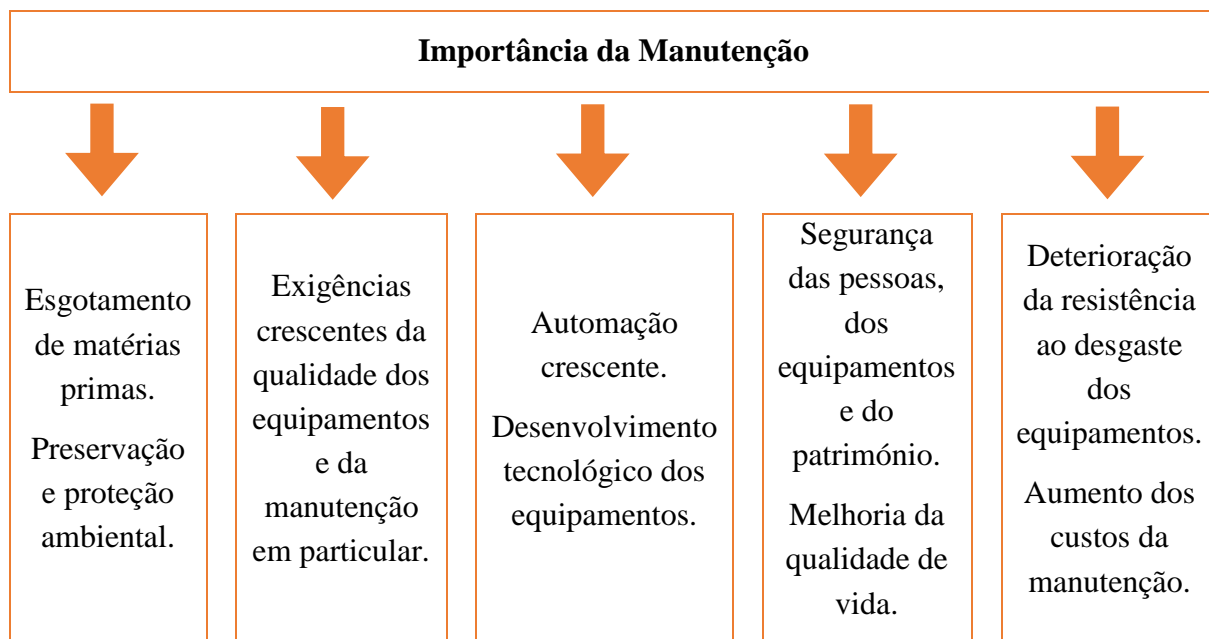 Importância da Manutenção
Esgotamento
de matérias
primas.
Preservação
e proteção
ambiental.
Exigências
crescentes da
qualidade dos
equipamentos
e da
manutenção
em particular.
Automação
crescente.
Desenvolvimento
tecnológico dos
equipamentos.
Segurança
das pessoas,
dos
equipamentos
e do
património.
Melhoria da
qualidade de
vida.
Deterioração
da resistência
ao desgaste
dos
equipamentos.
Aumento dos
custos da
manutenção.